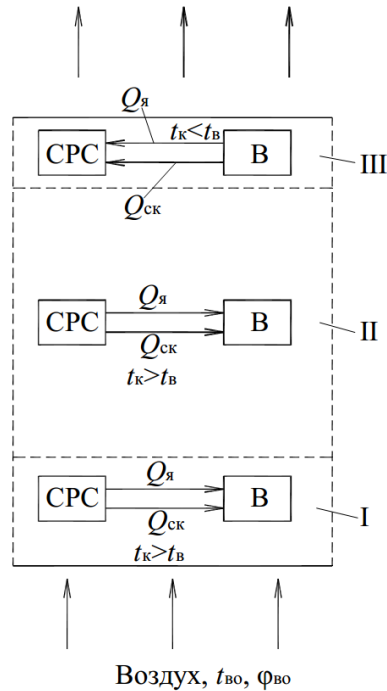 Qя
tк<tв
СРС
В
III
Qск
Qя
СРС
В
II
Qск
tк>tв
Qя
СРС
В
I
Qск
tк>tв
Воздух, tво, φво